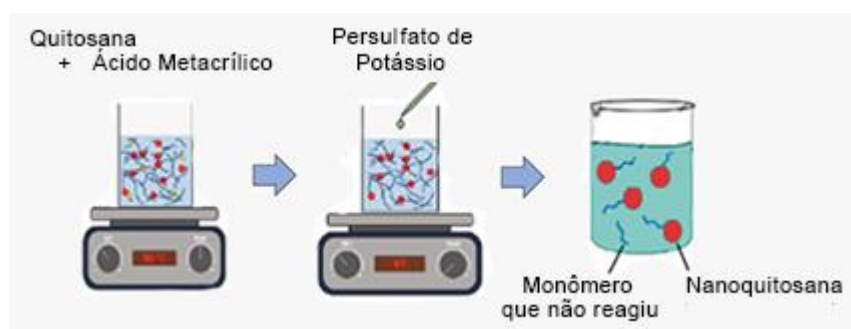 Quitosana
+ Ácido Metacrílico
Persulfato de
Potássio
Monômero
que não reagiu
Nanoquitosana